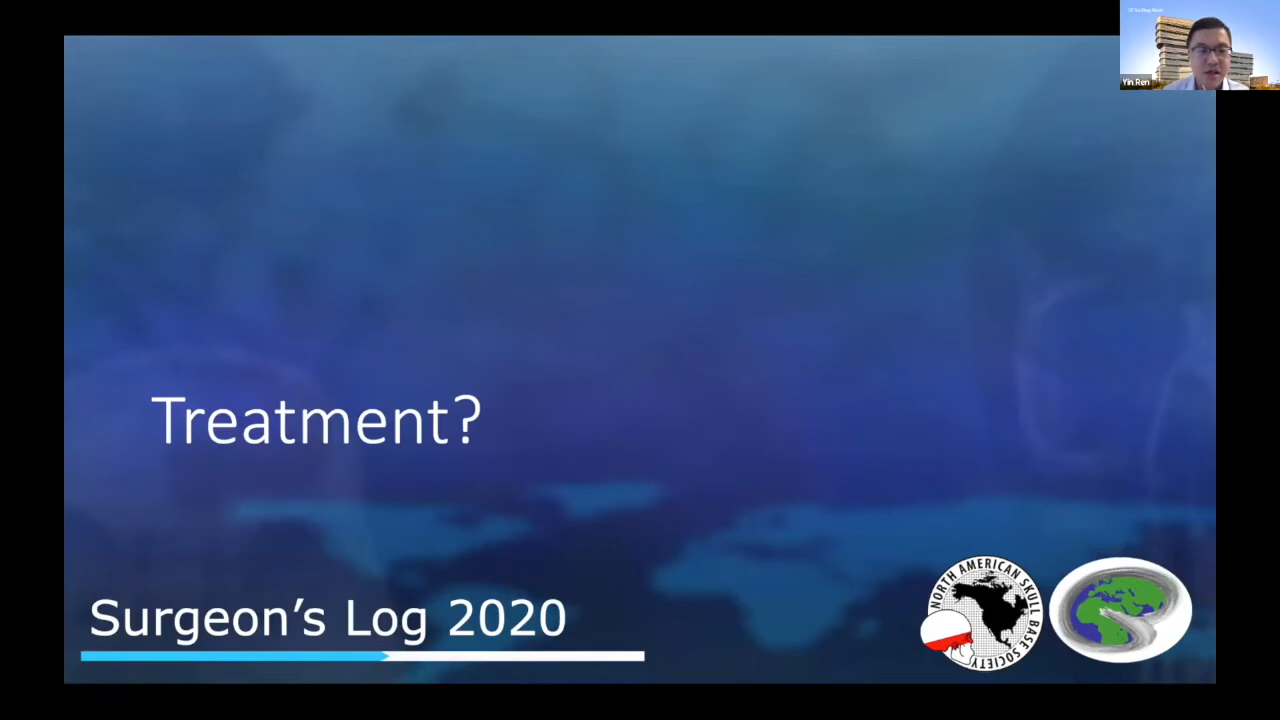 Yin Ren
Treatment?
Surgeon's Log 2020
NORTH AMERICAN SKULL BASE SOCIETY